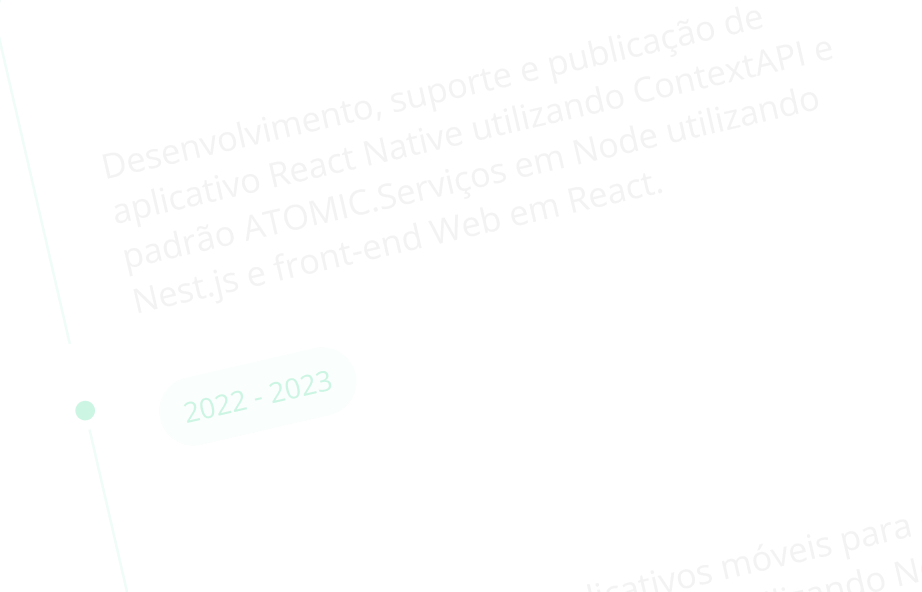 Desenvolvimento, suporte e publicação de
aplicativo React Native utilizando ContextAPI e
padrão ATOMIC.Serviços em Node utilizando
Nest.js e front-end Web em React.
2022 - 2023
móveis para